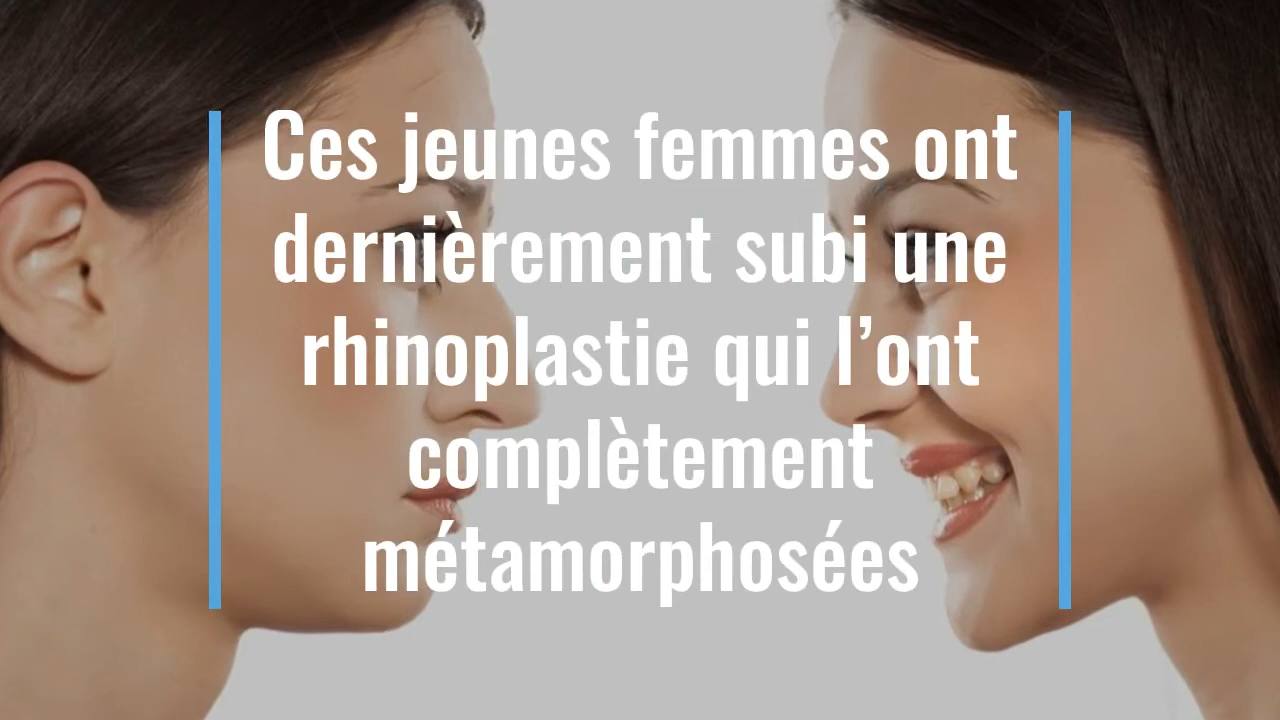 Ces jeunes femmes ont
dernièrement subi une
rhinoplastie qui l’ont
complètement
métamorphosées